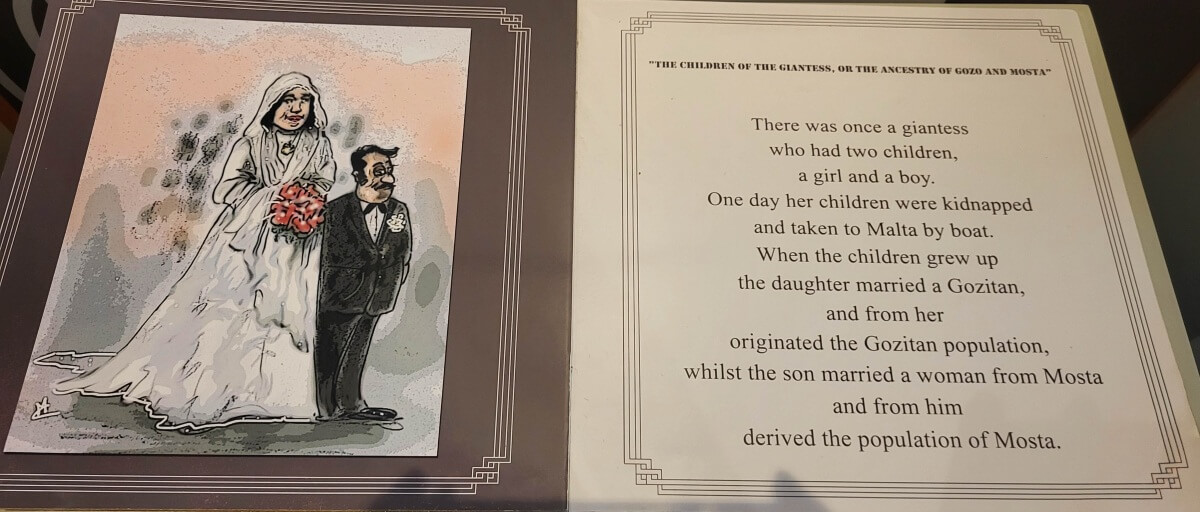 "THE CHILDREN OF THE GIANTESS, OR THE ANCESTRY OF GOZO AND MOSTA"
There was once a giantess
who had two children,
a girl and a boy.
One day her children were kidnapped
and taken to Malta by boat.
When the children grew up
the daughter married a Gozitan,
and from her
originated the Gozitan population,
whilst the son married a woman from Mosta
and from him
derived the population of Mosta.